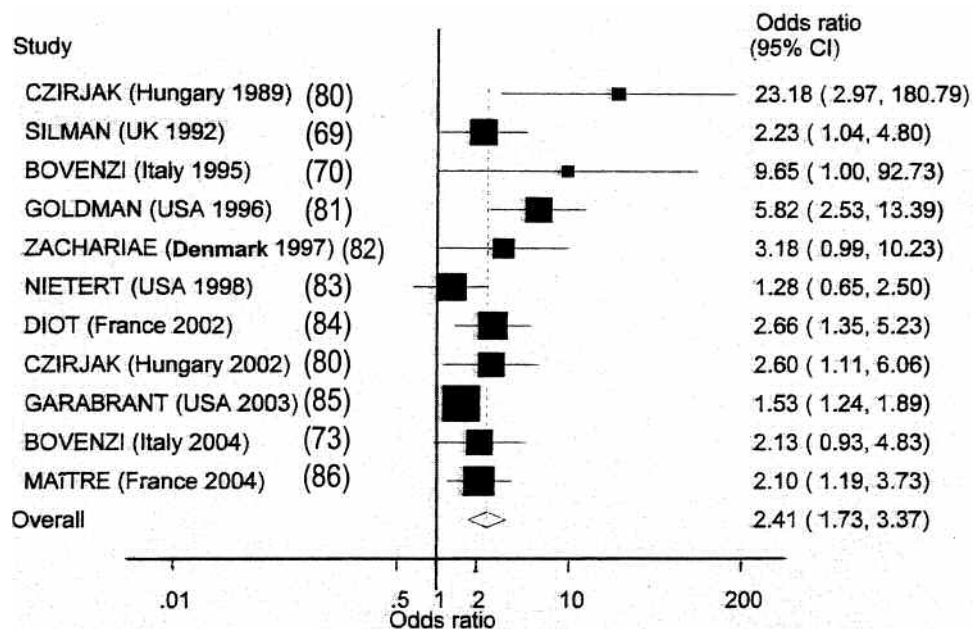 Study
Odds ratio
(95% CI)
CZIRJAK (Hungary 1989) (80) 23.18 ( 2.97, 180.79)
SILMAN (UK 1992) (69) 2.23 ( 1.04, 4.80)
BOVENZI (Italy 1995) (70) 9.65 ( 1.00, 92.73)
GOLDMAN (USA 1996) (81) 5.82 ( 2.53, 13.39)
ZACHARIAE (Denmark 1997) (82) 3.18 ( 0.99, 10.23)
NIETERT (USA 1998) (83) 1.28 ( 0.65, 2.50)
DIOT (France 2002) (84) 2.66 ( 1.35, 5.23)
CZIRJAK (Hungary 2002) (80) 2.60 ( 1.11, 6.06)
GARABRANT (USA 2003) (85) 1.53 ( 1.24, 1.89)
BOVENZI (Italy 2004) (73) 2.13 ( 0.93, 4.83)
MAÎTRE (France 2004) (86) 2.10 ( 1.19, 3.73)
Overall 2.41 ( 1.73, 3.37)
.01 .5 1 2 10 200
Odds ratio